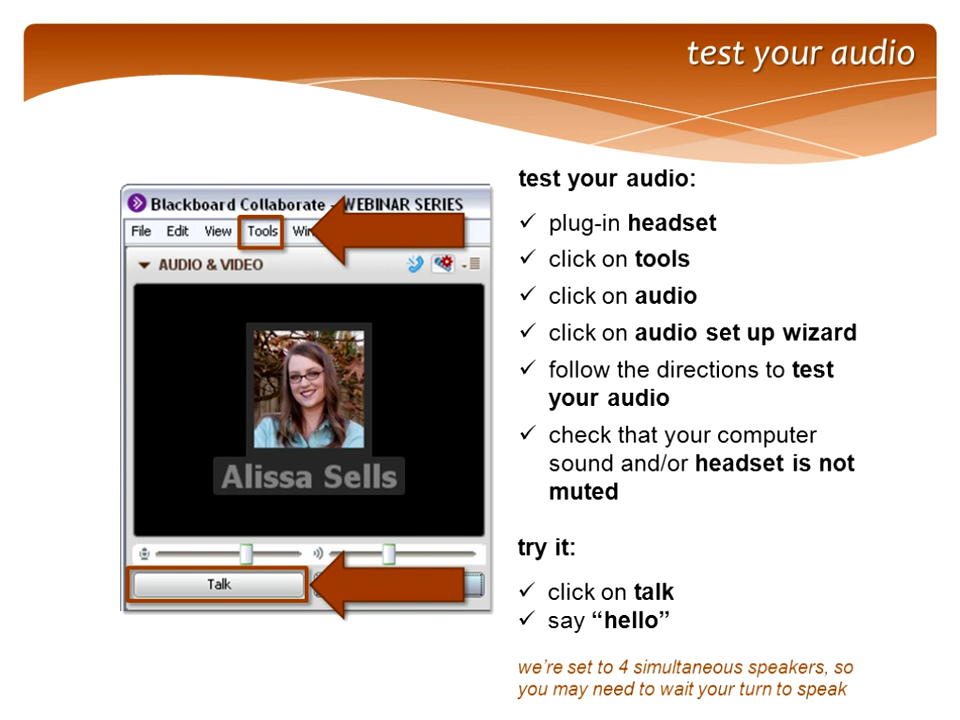 test your audio
Blackboard Collaborate - WEBINAR SERIES
File Edit View Tools
AUDIO & VIDEO
Alissa Sells
Talk
test your audio:
✓ plug-in headset
✓ click on tools
✓ click on audio
✓ click on audio set up wizard
✓ follow the directions to test
your audio
✓ check that your computer
sound and/or headset is not
muted
try it:
✓ click on talk
✓ say “hello”
we’re set to 4 simultaneous speakers, so
you may need to wait your turn to speak